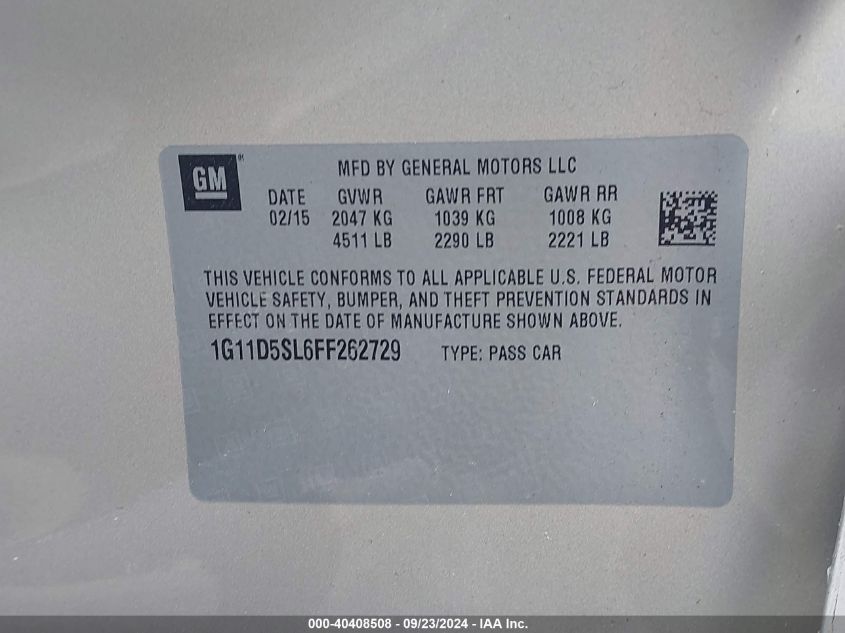 GM
MFD BY GENERAL MOTORS LLC
DATE GVWR GAWR FRT GAWR RR
02/15 2047 KG 1039 KG 1008 KG
4511 LB 2290 LB 2221 LB
THIS VEHICLE CONFORMS TO ALL APPLICABLE U.S. FEDERAL MOTOR
VEHICLE SAFETY, BUMPER, AND THEFT PREVENTION STANDARDS IN
EFFECT ON THE DATE OF MANUFACTURE SHOWN ABOVE.
1G11D5SL6FF262729 TYPE: PASS CAR
000-40408508 - 09/23/2024 - IAA Inc.